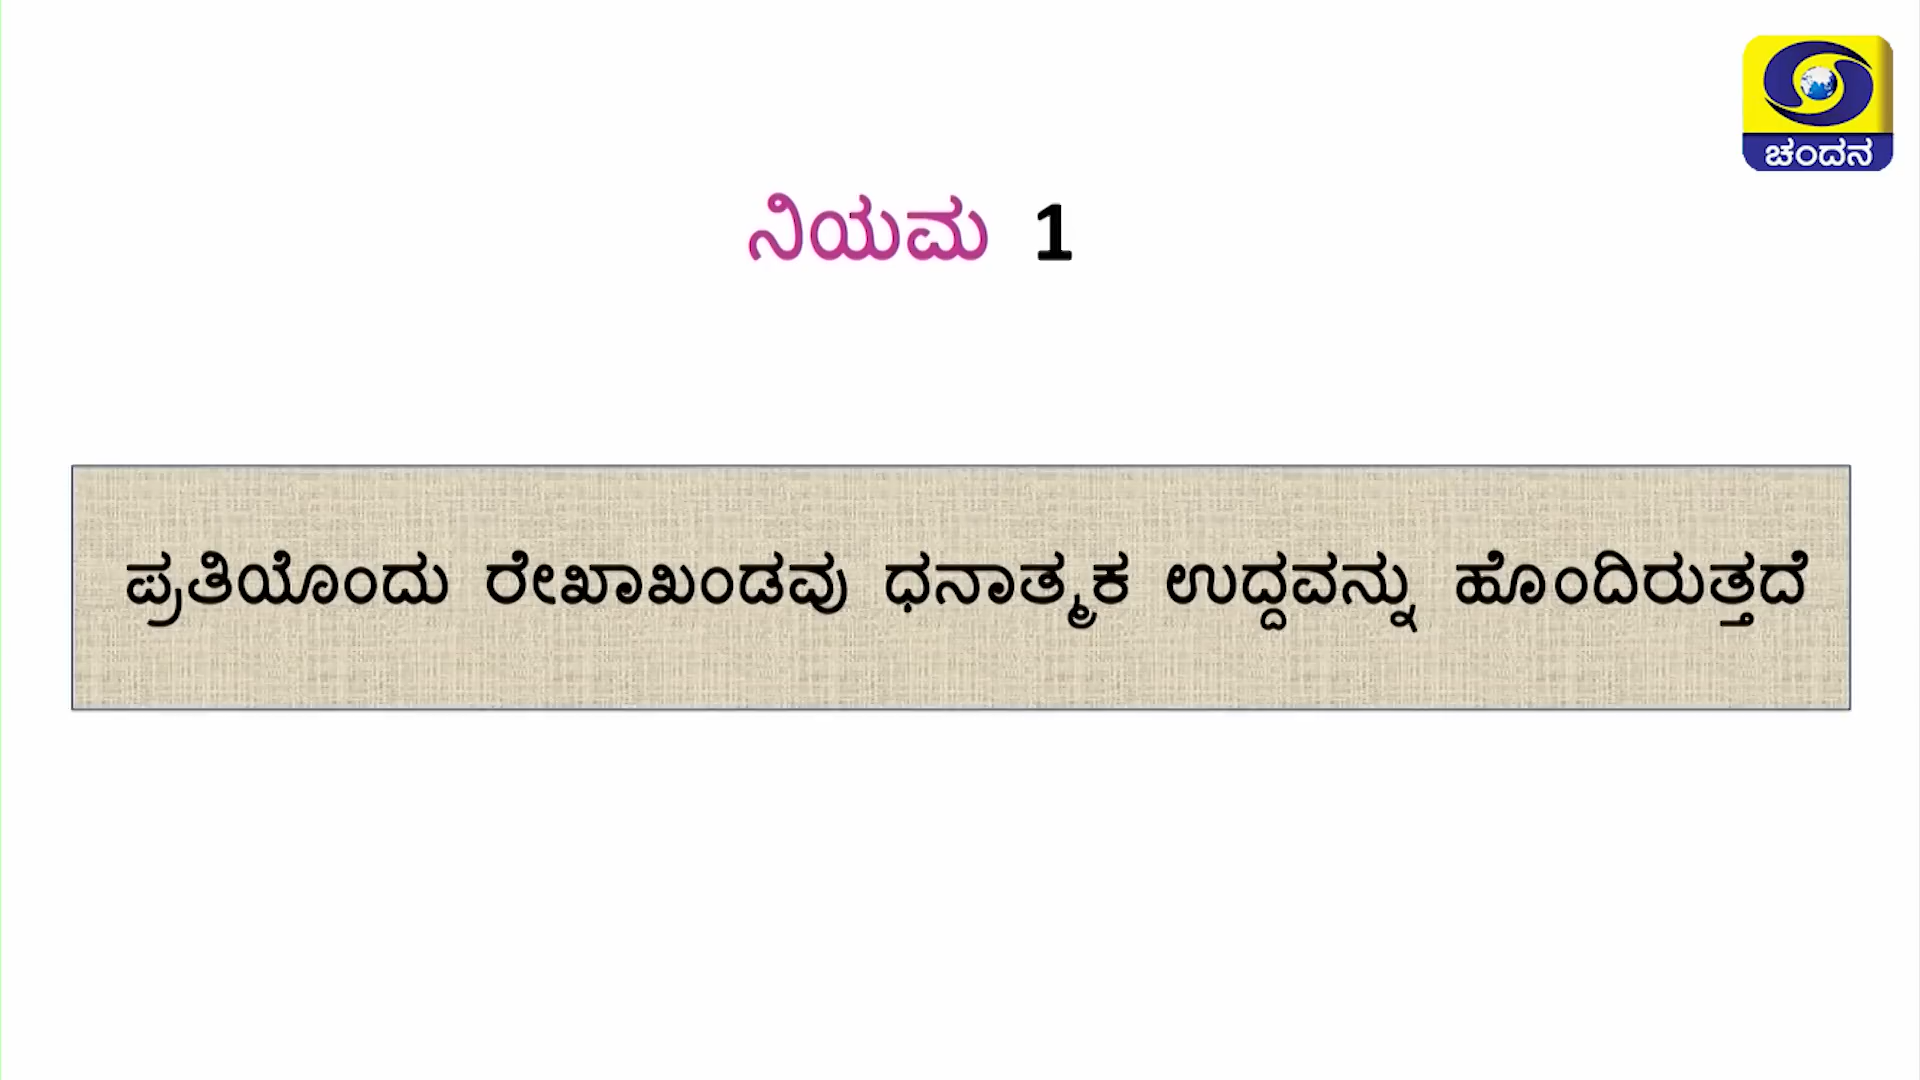 ಚಂದನ
ನಿಯಮ 1
ಪ್ರತಿಯೊಂದು ರೇಖಾಖಂಡವು ಧನಾತ್ಮಕ ಉದ್ದವನ್ನು ಹೊಂದಿರುತ್ತದೆ